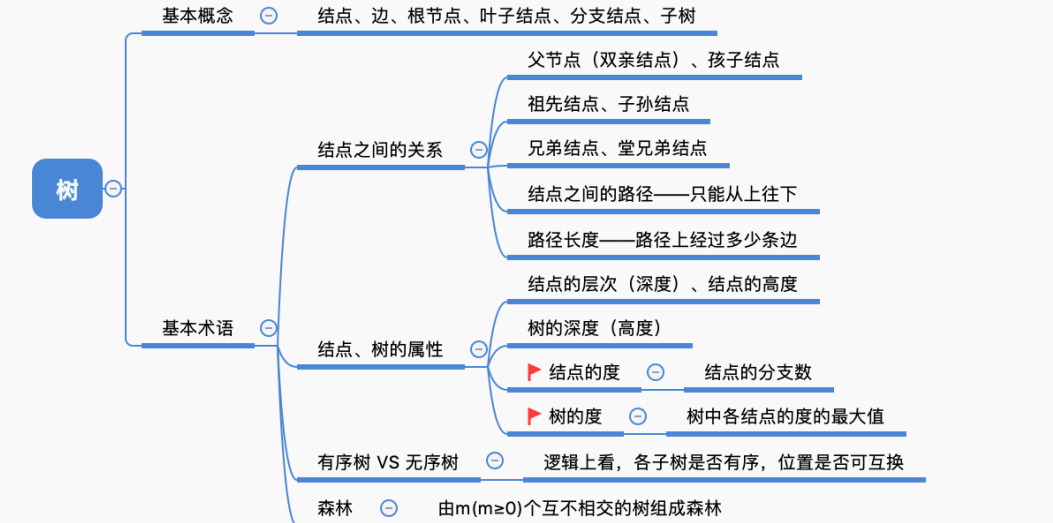 树
基本概念
结点、边、根节点、叶子结点、分支结点、子树
基本术语
结点之间的关系
父节点（双亲结点）、孩子结点
祖先结点、子孙结点
兄弟结点、堂兄弟结点
结点之间的路径——只能从上往下
路径长度——路径上经过多少条边
结点、树的属性
结点的层次（深度）、结点的高度
树的深度（高度）
结点的度
结点的分支数
树的度
树中各结点的度的最大值
有序树 VS 无序树
逻辑上看，各子树是否有序，位置是否可互换
森林
由m(m≥0)个互不相交的树组成森林